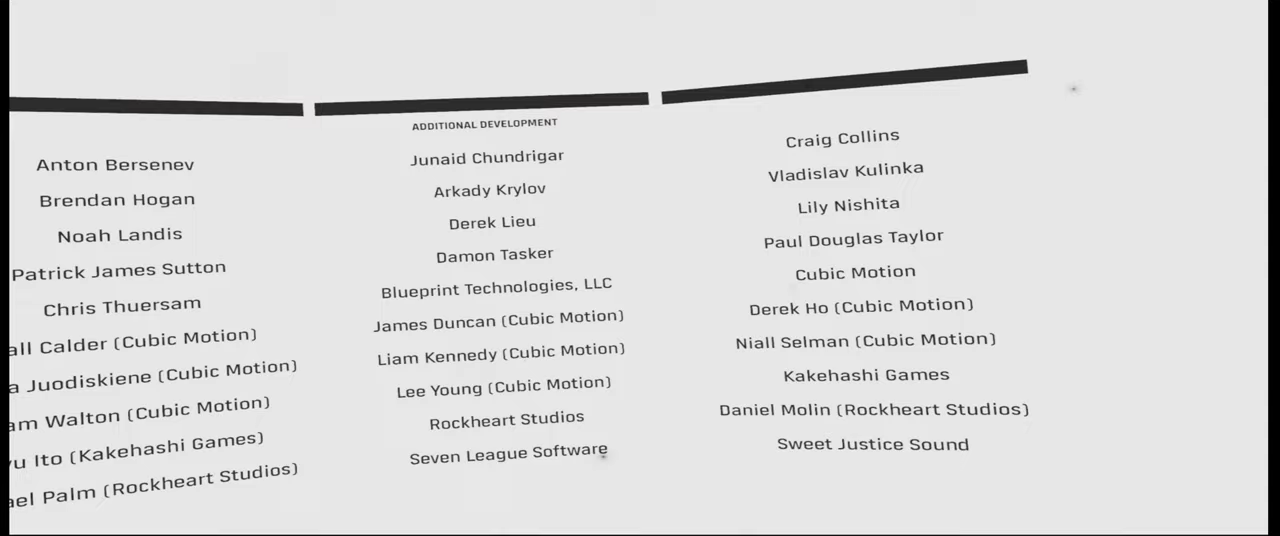 ADDITIONAL DEVELOPMENT
Anton Bersenev
Brendan Hogan
Noah Landis
Patrick James Sutton
Chris Thuersam
Calder (Cubic Motion)
Juodiskiene (Cubic Motion)
Walton (Cubic Motion)
Ito (Kakehashi Games)
Palm (Rockheart Studios)
Junaid Chundrigar
Arkady Krylov
Derek Lieu
Damon Tasker
Blueprint Technologies, LLC
James Duncan (Cubic Motion)
Liam Kennedy (Cubic Motion)
Lee Young (Cubic Motion)
Rockheart Studios
Seven League Software
Craig Collins
Vladislav Kulinka
Lily Nishita
Paul Douglas Taylor
Cubic Motion
Derek Ho (Cubic Motion)
Niall Selman (Cubic Motion)
Kakehashi Games
Daniel Molin (Rockheart Studios)
Sweet Justice Sound